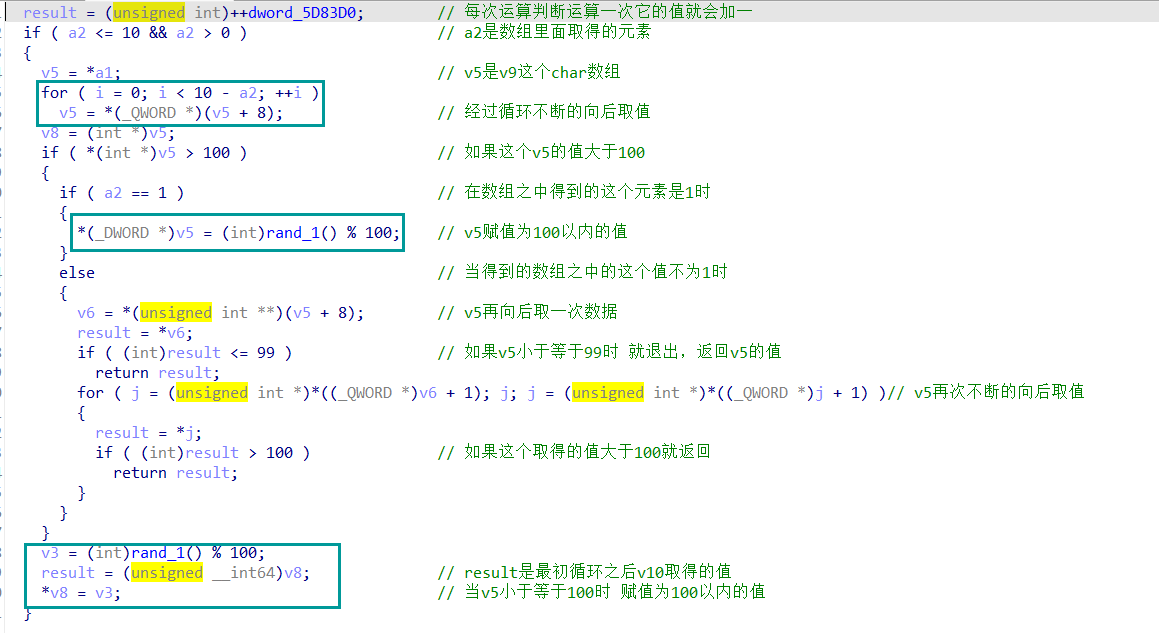 result = (unsigned int)++dword_5D83D0; // 每次运算判断运算一次它的值就会加一
if ( a2 <= 10 && a2 > 0 ) // a2是数组里面取得的元素
{
v5 = *a1; // v5是v9这个char数组
for ( i = 0; i < 10 - a2; ++i )
v5 = *(_QWORD *)(v5 + 8); // 经过循环不断的向后取值
v8 = (int *)v5;
if ( *(int *)v5 > 100 ) // 如果这个v5的值大于100
{
if ( a2 == 1 ) // 在数组之中得到的这个元素是1时
{
*(_DWORD *)v5 = (int)rand_1() % 100; // v5赋值为100以内的值
}
else // 当得到的数组之中的这个值不为1时
{
v6 = *(unsigned int **)(v5 + 8); // v5再向后取一次数据
result = *v6;
if ( (int)result <= 99 ) // 如果v5小于等于99时 就退出，返回v5的值
return result;
for ( j = (unsigned int *)*((_QWORD *)v6 + 1); j; j = (unsigned int *)*((_QWORD *)j + 1) )// v5再次不断的向后取值
{
result = *j;
if ( (int)result > 100 ) // 如果这个取得的值大于100就返回
return result;
}
}
}
v3 = (int)rand_1() % 100;
result = (unsigned __int64)v8; // result是最初循环之后v10取得的值
*v8 = v3; // 当v5小于等于100时 赋值为100以内的值
}